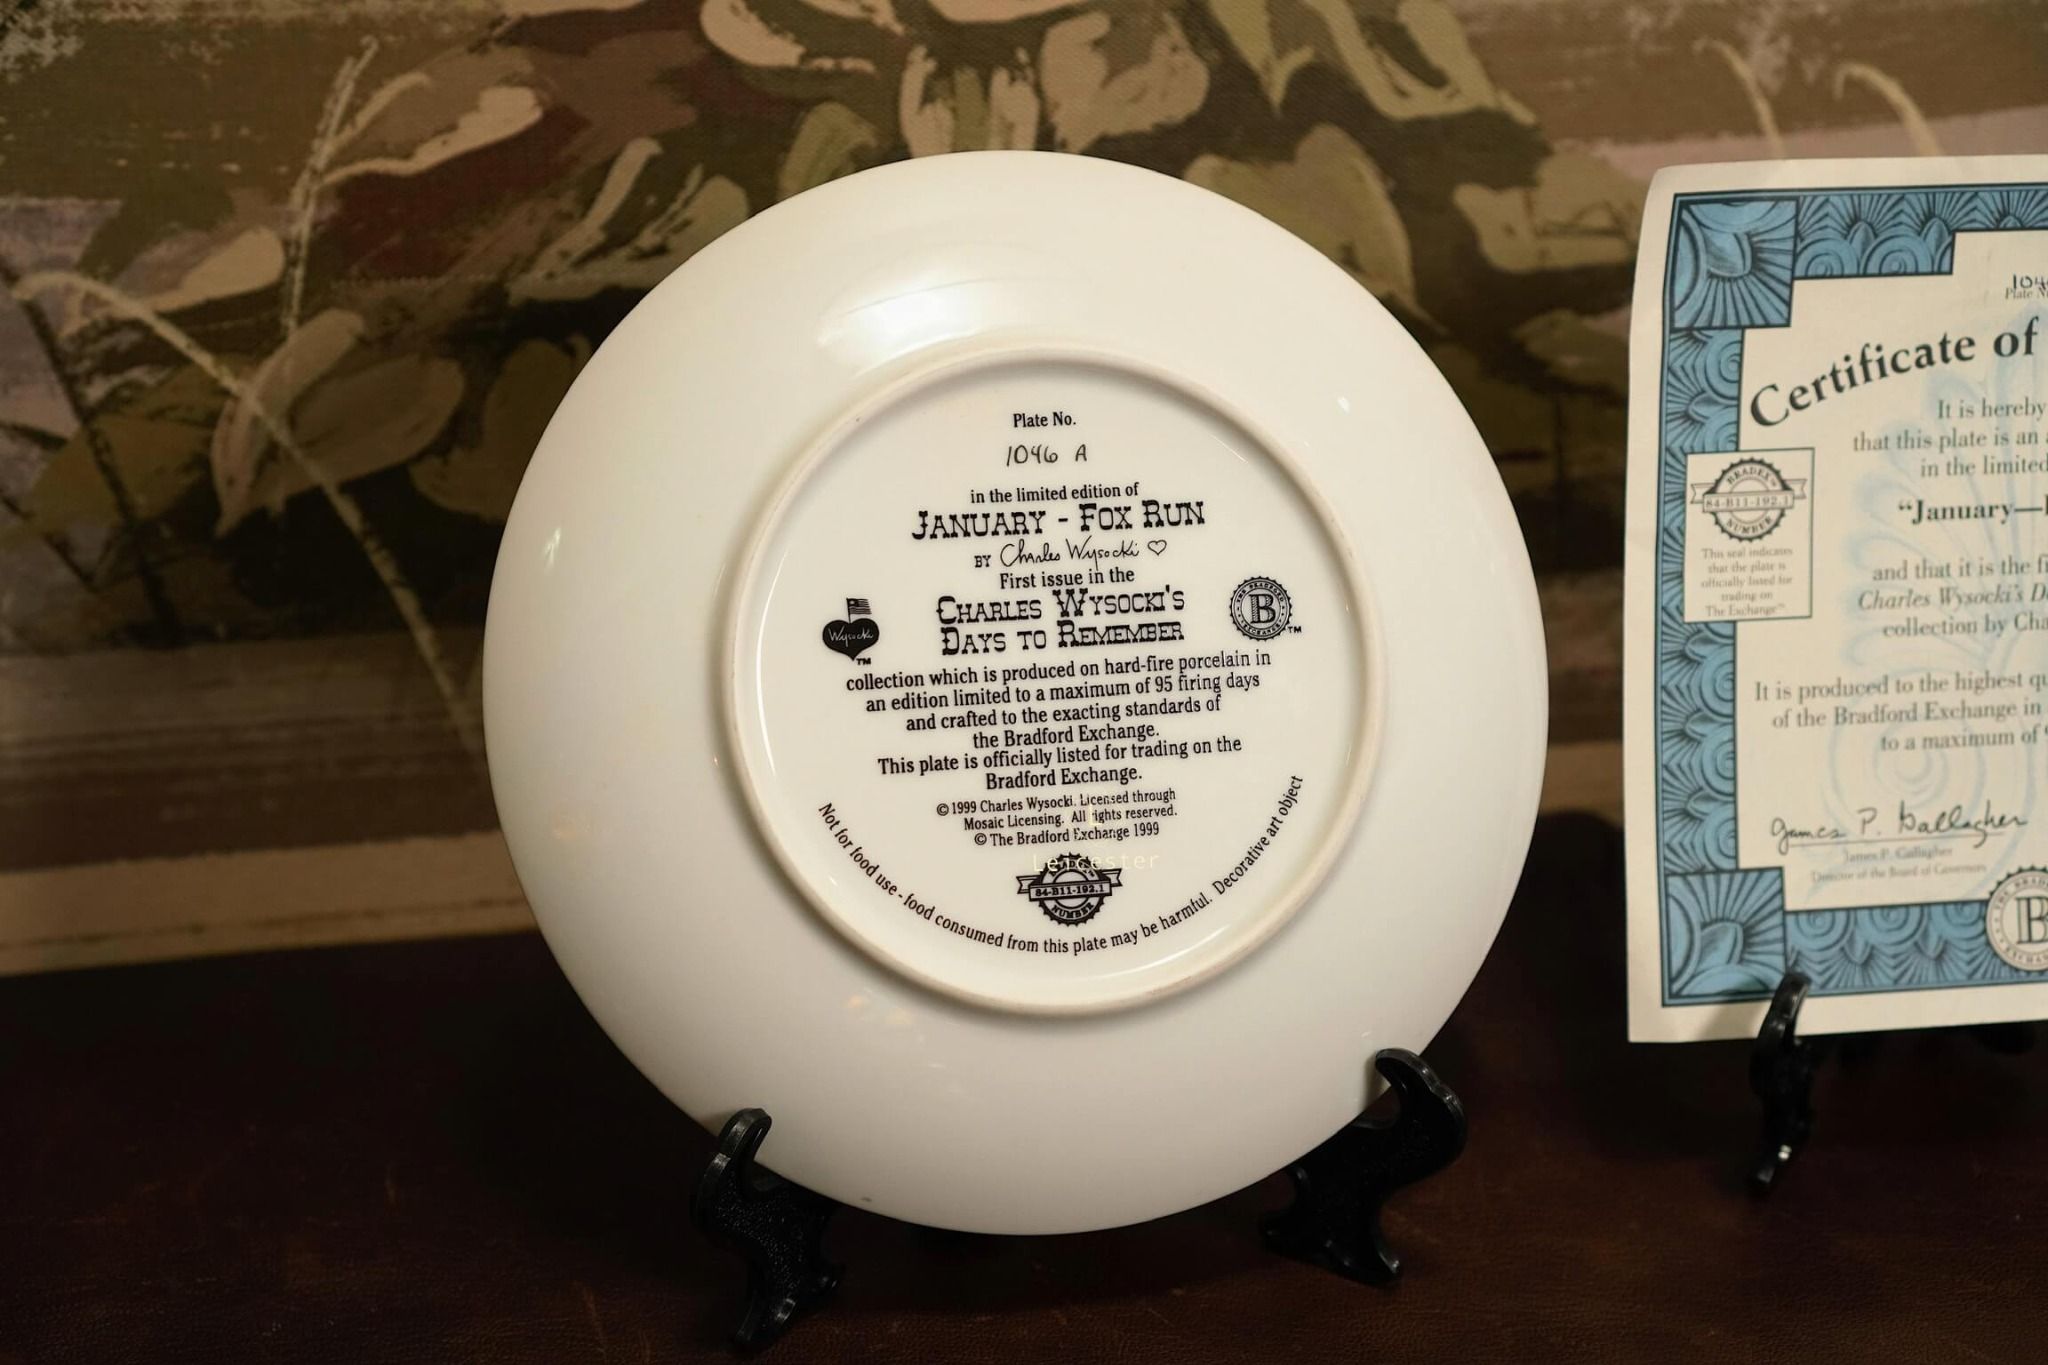 Plate No.
1046 A
in the limited edition of
JANUARY - FOX RUN
BY Charles Wysocki ♡
First issue in the
CHARLES WYSOCKI'S
DAYS TO REMEMBER
Wysocki
TM
THE BRADFORD EXCHANGE
B
TM
collection which is produced on hard-fire porcelain in
an edition limited to a maximum of 95 firing days
and crafted to the exacting standards of
the Bradford Exchange.
This plate is officially listed for trading on the
Bradford Exchange.
© 1999 Charles Wysocki. Licensed through
Mosaic Licensing. All rights reserved.
© The Bradford Exchange 1999
Leicester
84-B11-192.1
NUMBER
Not for food use - food consumed from this plate may be harmful. Decorative art object
Plate
Certificate of
It is hereby
that this plate is an
in the limited
"January—
and that it is the
Charles Wysocki's
collection by
It is produced to the highest
of the Bradford Exchange in
to a maximum of
BRADEX
84-B11-192.1
NUMBER
This seal indicates
that the plate is
officially listed for
trading on
The Exchange
James P. Gallagher
James P. Gallagher
Director of the Board of Governors
B